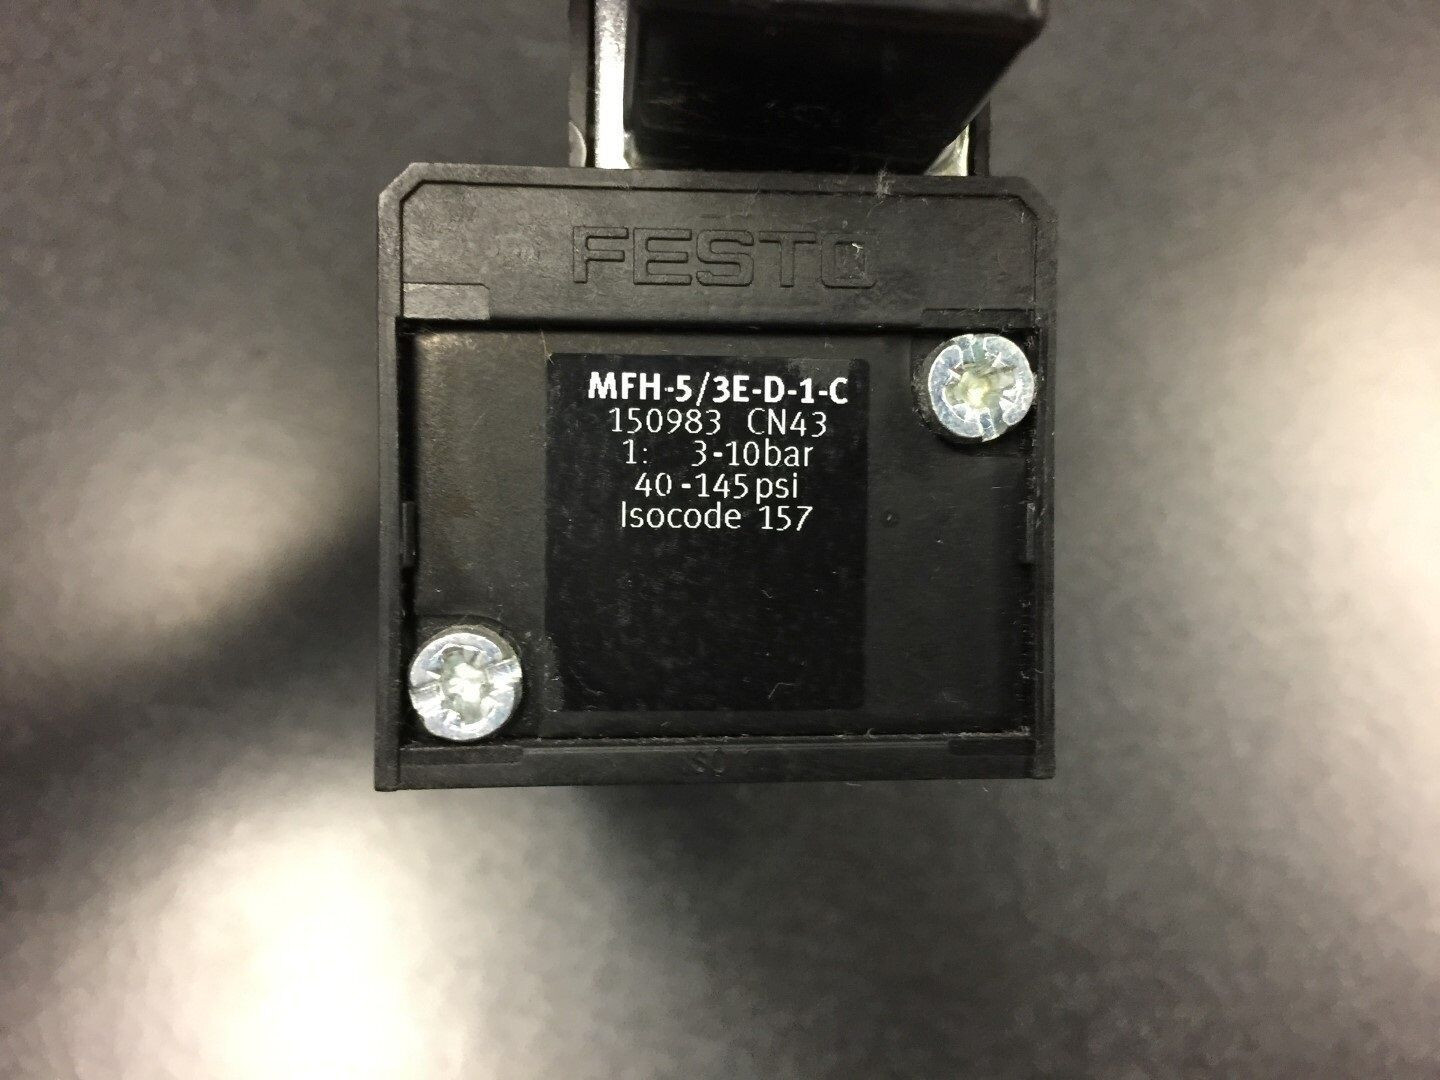 FESTO
MFH-5/3E-D-1-C
150983 CN43
1: 3-10bar
40-145psi
Isocode 157